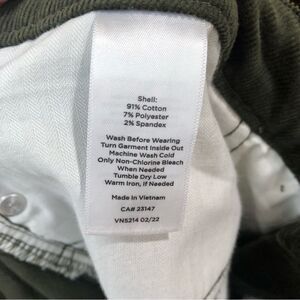 Shell:
91% Cotton
7% Polyester
2% Spandex
Wash Before Wearing
Turn Garment Inside Out
Machine Wash Cold
Only Non-Chlorine Bleach
When Needed
Tumble Dry Low
Warm Iron, If Needed
Made In Vietnam
CA# 23147
VN5214 02/22